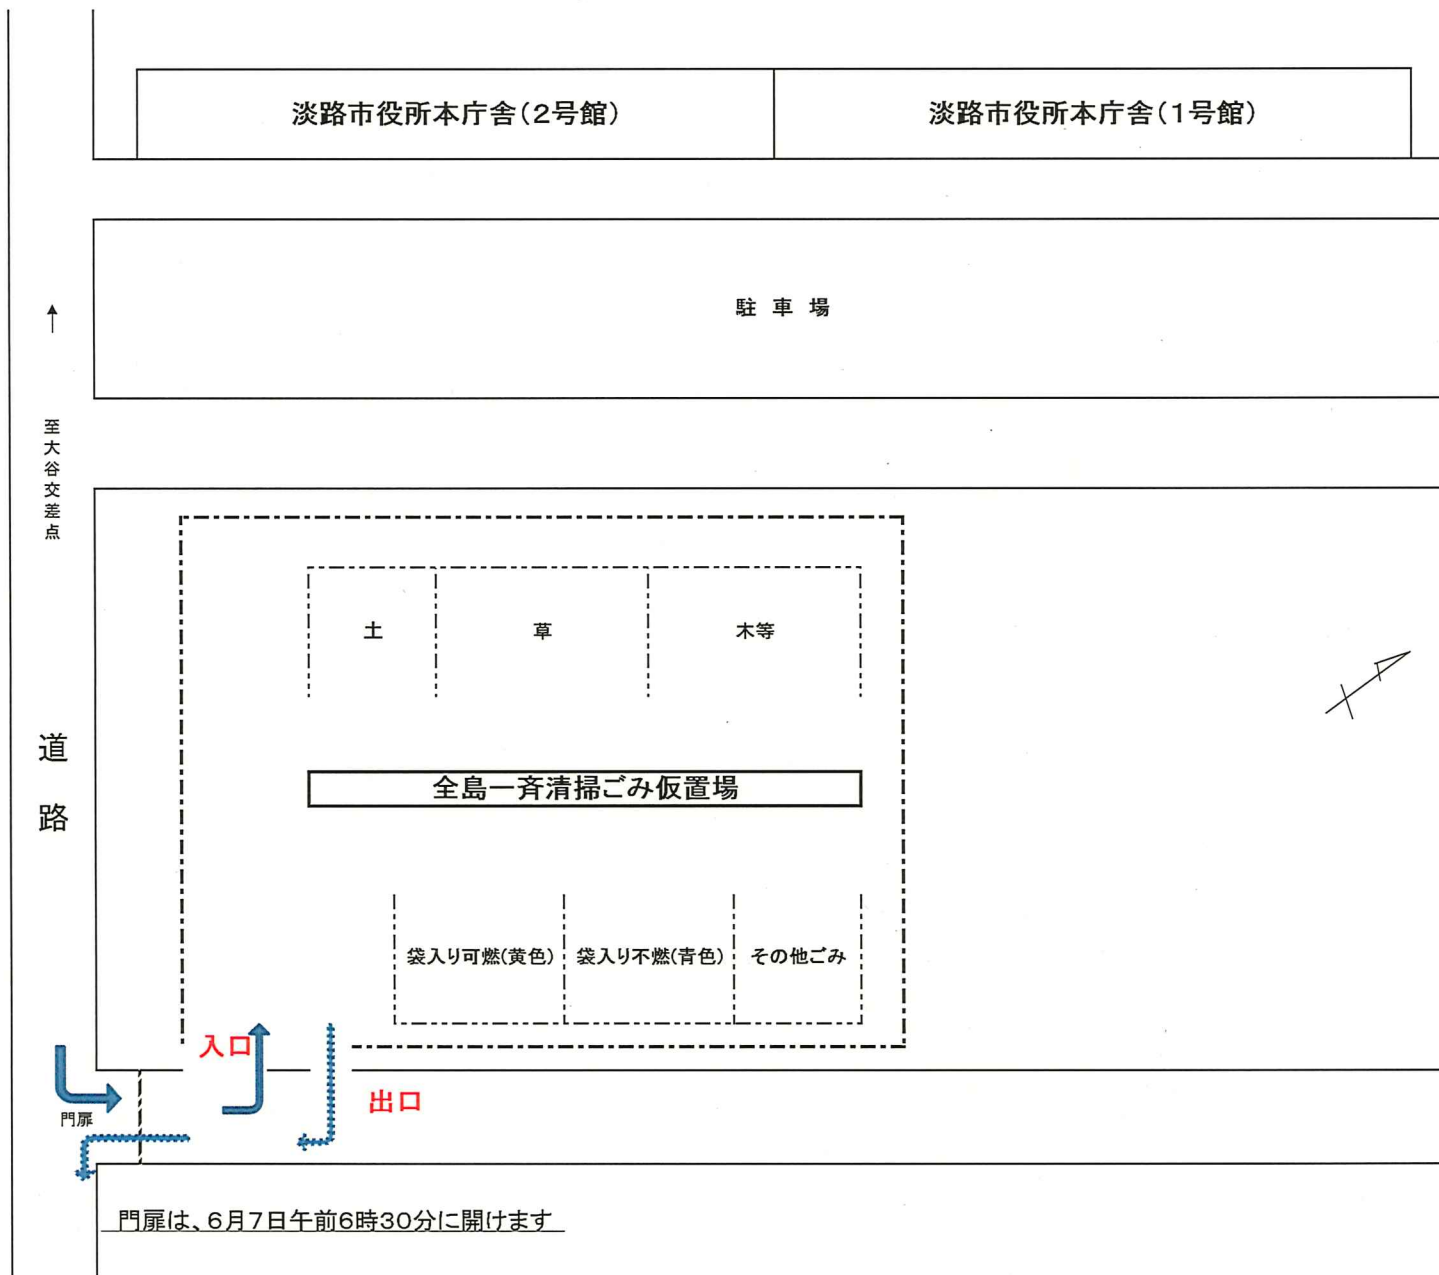 淡路市役所本庁舎(2号館)
淡路市役所本庁舎(1号館)
駐車場
至大谷交差点
道路
土
草
木等
全島一斉清掃ごみ仮置場
袋入り可燃(黄色)
袋入り不燃(青色)
その他ごみ
入口
出口
門扉
門扉は、6月7日午前6時30分に開けます